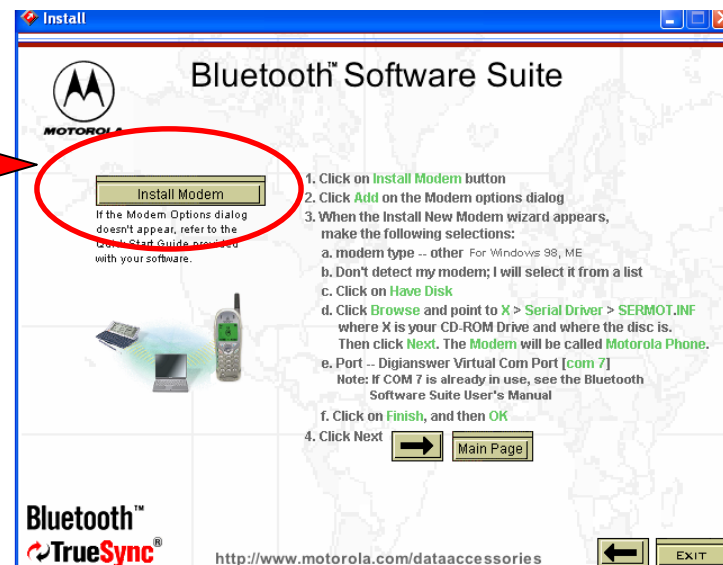 Install
Bluetooth™ Software Suite
MOTOROLA
Install Modem
If the Modem Options dialog
doesn't appear, refer to the
Quick Start Guide provided
with your software.
1. Click on Install Modem button
2. Click Add on the Modem options dialog
3. When the Install New Modem wizard appears,
make the following selections:
a. modem type -- other For Windows 98, ME
b. Don't detect my modem; I will select it from a list
c. Click on Have Disk
d. Click Browse and point to X > Serial Driver > SERMOT.INF
where X is your CD-ROM Drive and where the disc is.
Then click Next. The Modem will be called Motorola Phone.
e. Port -- Digianswer Virtual Com Port [com 7]
Note: If COM 7 is already in use, see the Bluetooth
Software Suite User's Manual
f. Click on Finish, and then OK
4. Click Next
Main Page
Bluetooth™
TrueSync®
http://www.motorola.com/dataaccessories
EXIT